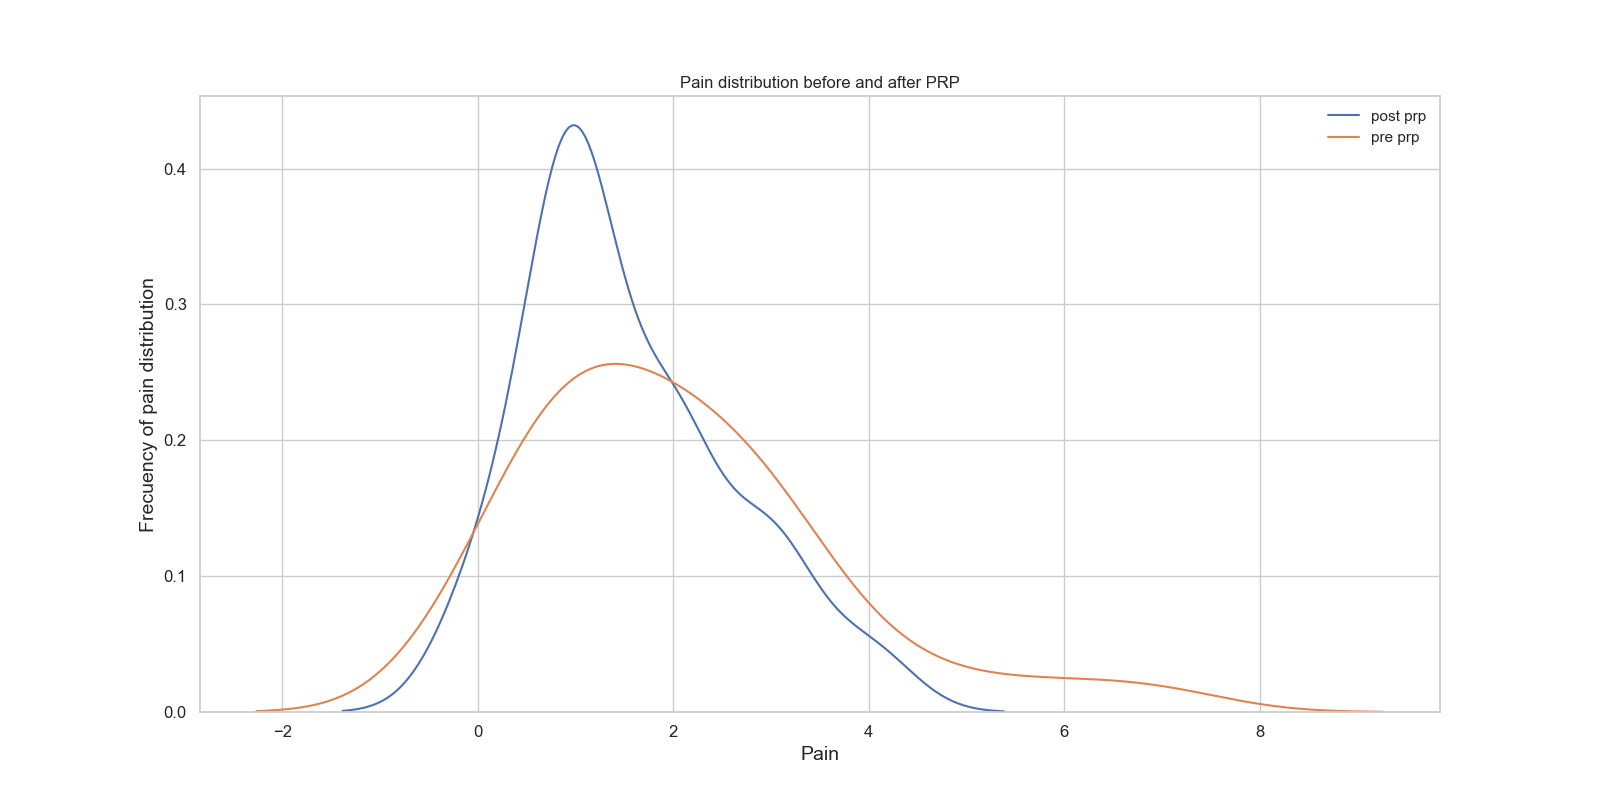 Pain distribution before and after PRP
post prp
pre prp
0.4
0.3
0.2
0.1
0.0
Frecuency of pain distribution
−2
0
2
4
6
8
Pain